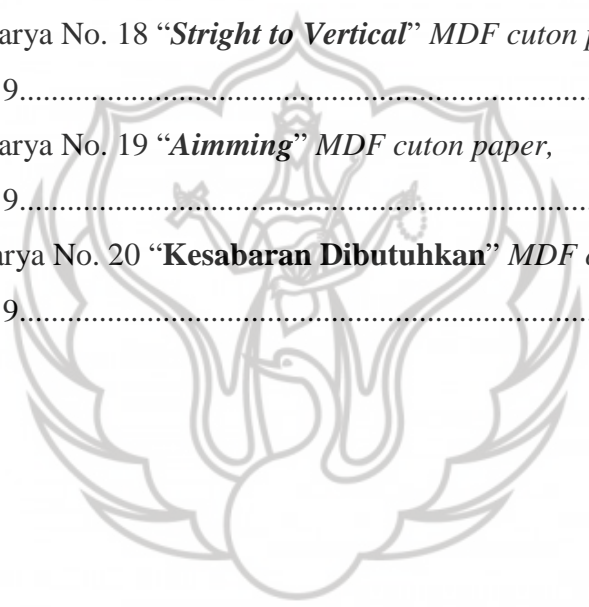 arya No. 18 “Stright to Vertical” MDF cuton p
9........................................................................
arya No. 19 “Aimming” MDF cuton paper,
9........................................................................
arya No. 20 “Kesabaran Dibutuhkan” MDF c
9........................................................................